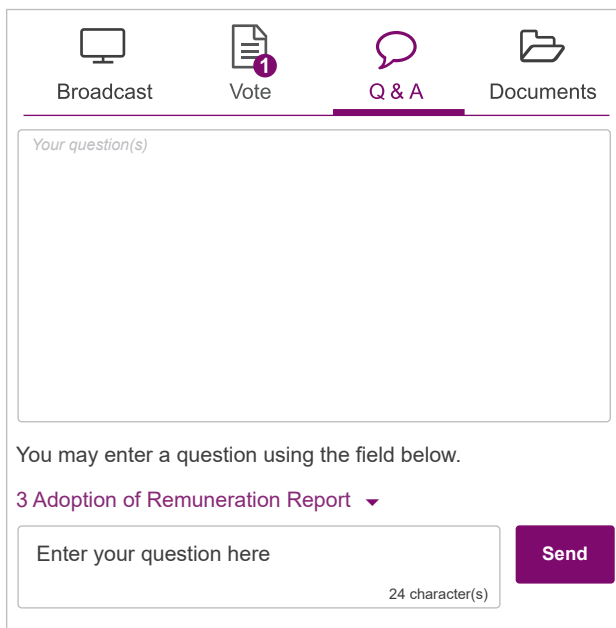 1
Broadcast Vote Q & A Documents
Your question(s)
You may enter a question using the field below.
3 Adoption of Remuneration Report
Enter your question here
Send
24 character(s)